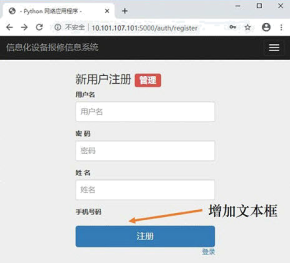 - Python 网络应用程序 -
不安全 | 10.101.107.101:5000/auth/register
信息化设备报修信息系统
新用户注册 管理
用户名
用户名
密 码
密码
姓 名
姓名
手机号码
增加文本框
注册
登录